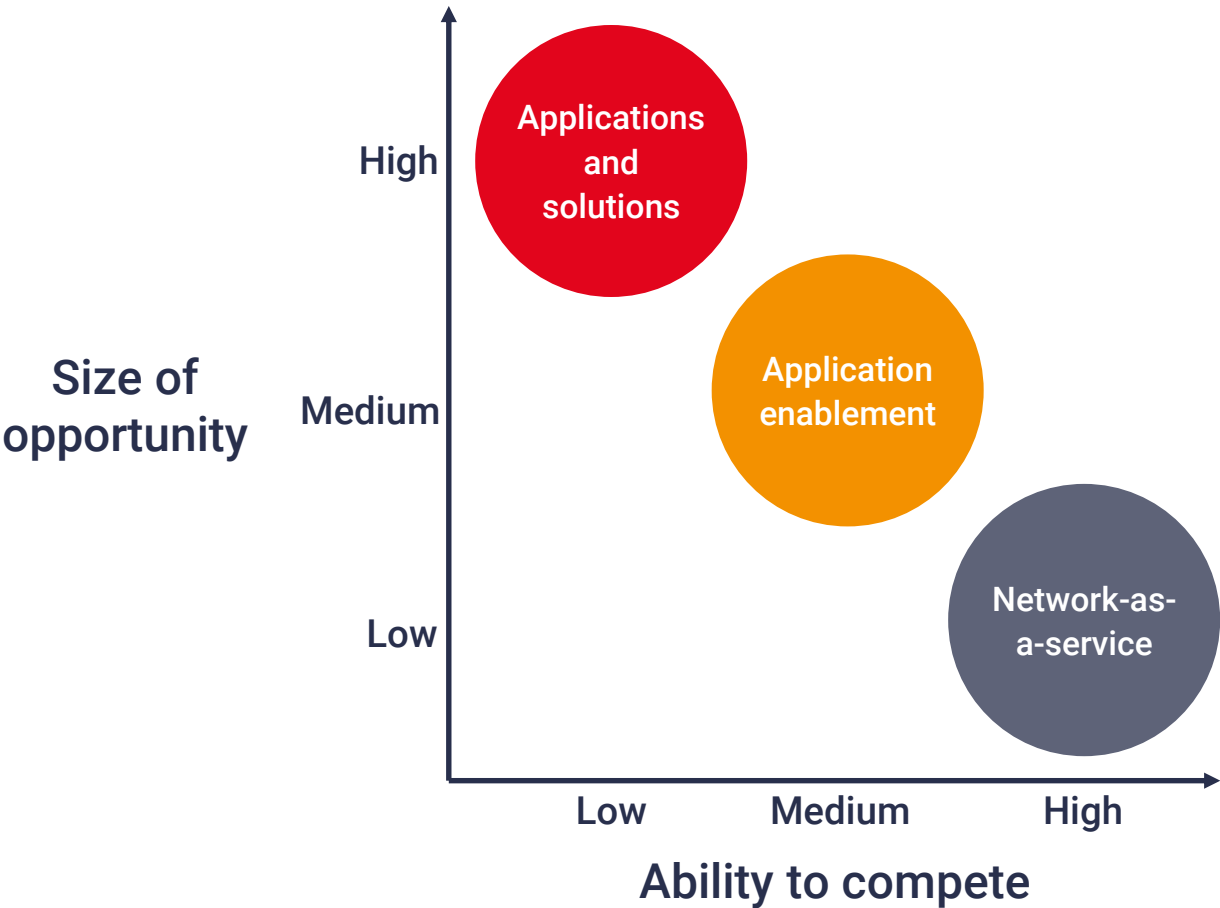 Applications
and
solutions
High
Application
enablement
Size of
opportunity
Medium
Network-as-
a-service
Low
Low
Medium
High
Ability to compete